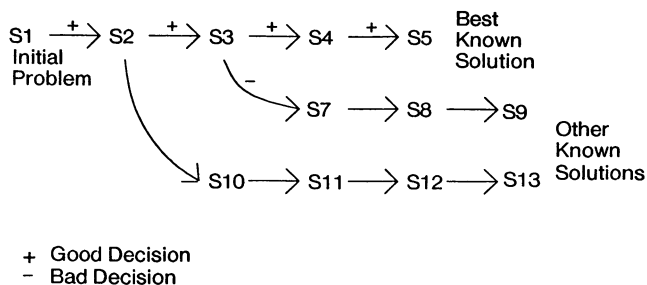 + + + +
S1 S2 S3 S4 S5 Best
Initial Known
Problem Solution
−
S7 S8 S9
Other
Known
S10 S11 S12 S13 Solutions
+ Good Decision
− Bad Decision